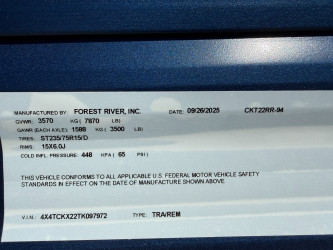 MANUFACTURED BY: FOREST RIVER, INC. DATE: 09/26/2025 CKT22RR-94
GVWR: 3570 KG ( 7870 LB)
GAWR (EACH AXLE): 1588 KG ( 3500 LB)
TIRES: ST235/75R15/D
RIMS: 15X6.0J
COLD INFL. PRESSURE: 448 kPA ( 65 PSI )
THIS VEHICLE CONFORMS TO ALL APPLICABLE U.S. FEDERAL MOTOR VEHICLE SAFETY
STANDARDS IN EFFECT ON THE DATE OF MANUFACTURE SHOWN ABOVE.
V.I.N.: 4X4TCKX22TK097972 TYPE: TRA/REM